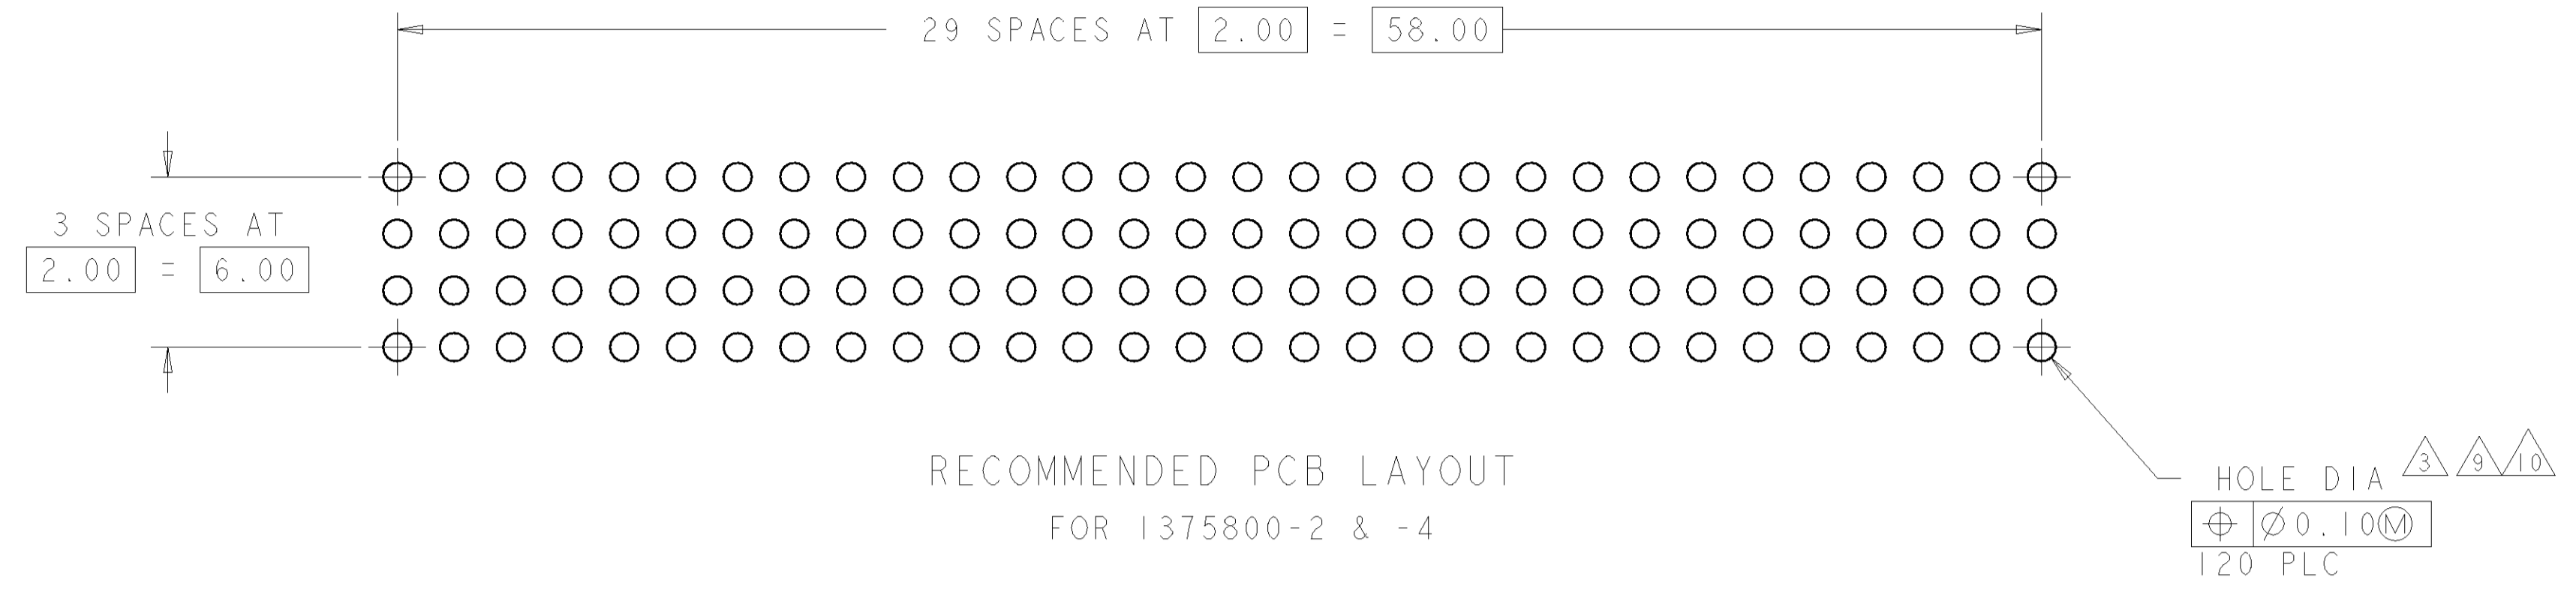 29 SPACES AT 2.00 = 58.00
3 SPACES AT
2.00 = 6.00
RECOMMENDED PCB LAYOUT
FOR 1375800-2 & -4
HOLE DIA 3 9 10
⌖ Ø0.10Ⓜ
120 PLC